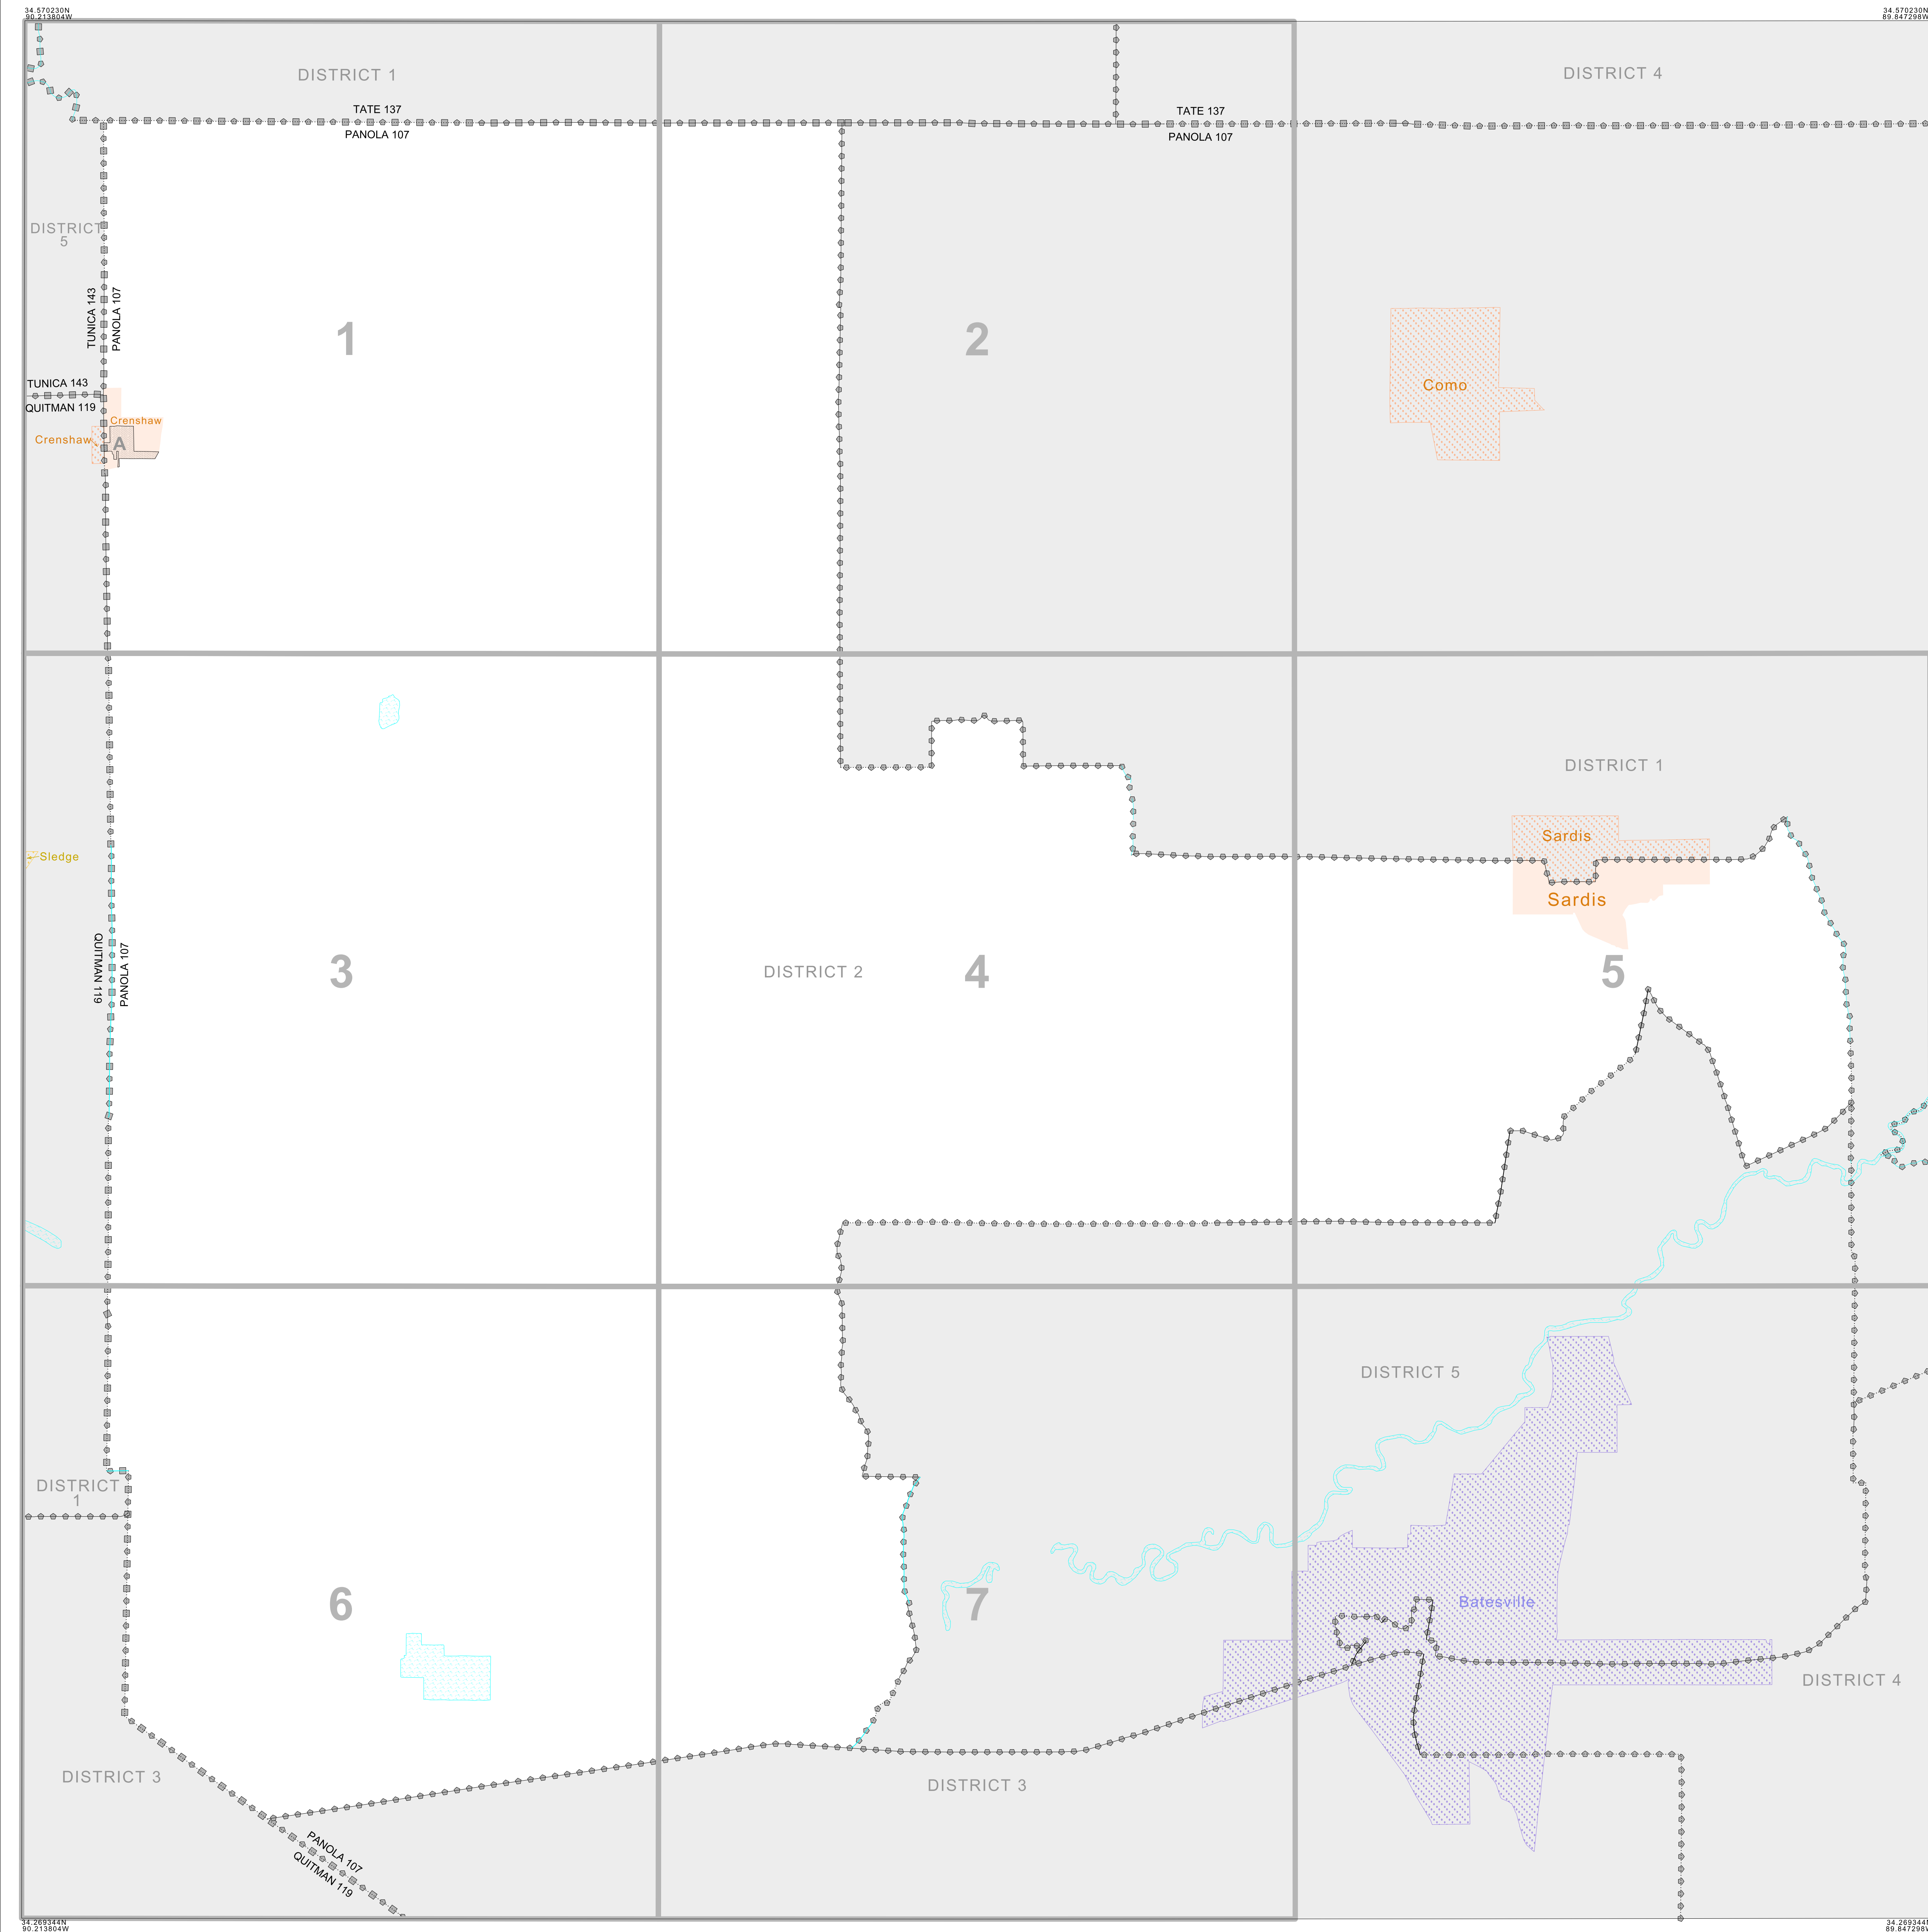 34.570230N
90.213804W
34.570230N
89.847298W
DISTRICT 1
DISTRICT 4
TATE 137
PANOLA 107
TATE 137
PANOLA 107
DISTRICT
5
TUNICA 143
PANOLA 107
1
2
TUNICA 143
QUITMAN 119
Como
Crenshaw
Crenshaw
A
DISTRICT 1
Sardis
Sledge
Sardis
QUITMAN 119
PANOLA 107
3
DISTRICT 2
4
5
DISTRICT 5
DISTRICT
1
6
7
Batesville
DISTRICT 4
DISTRICT 3
DISTRICT 3
PANOLA 107
QUITMAN 119
34.269344N
90.213804W
34.269344N
89.847298W